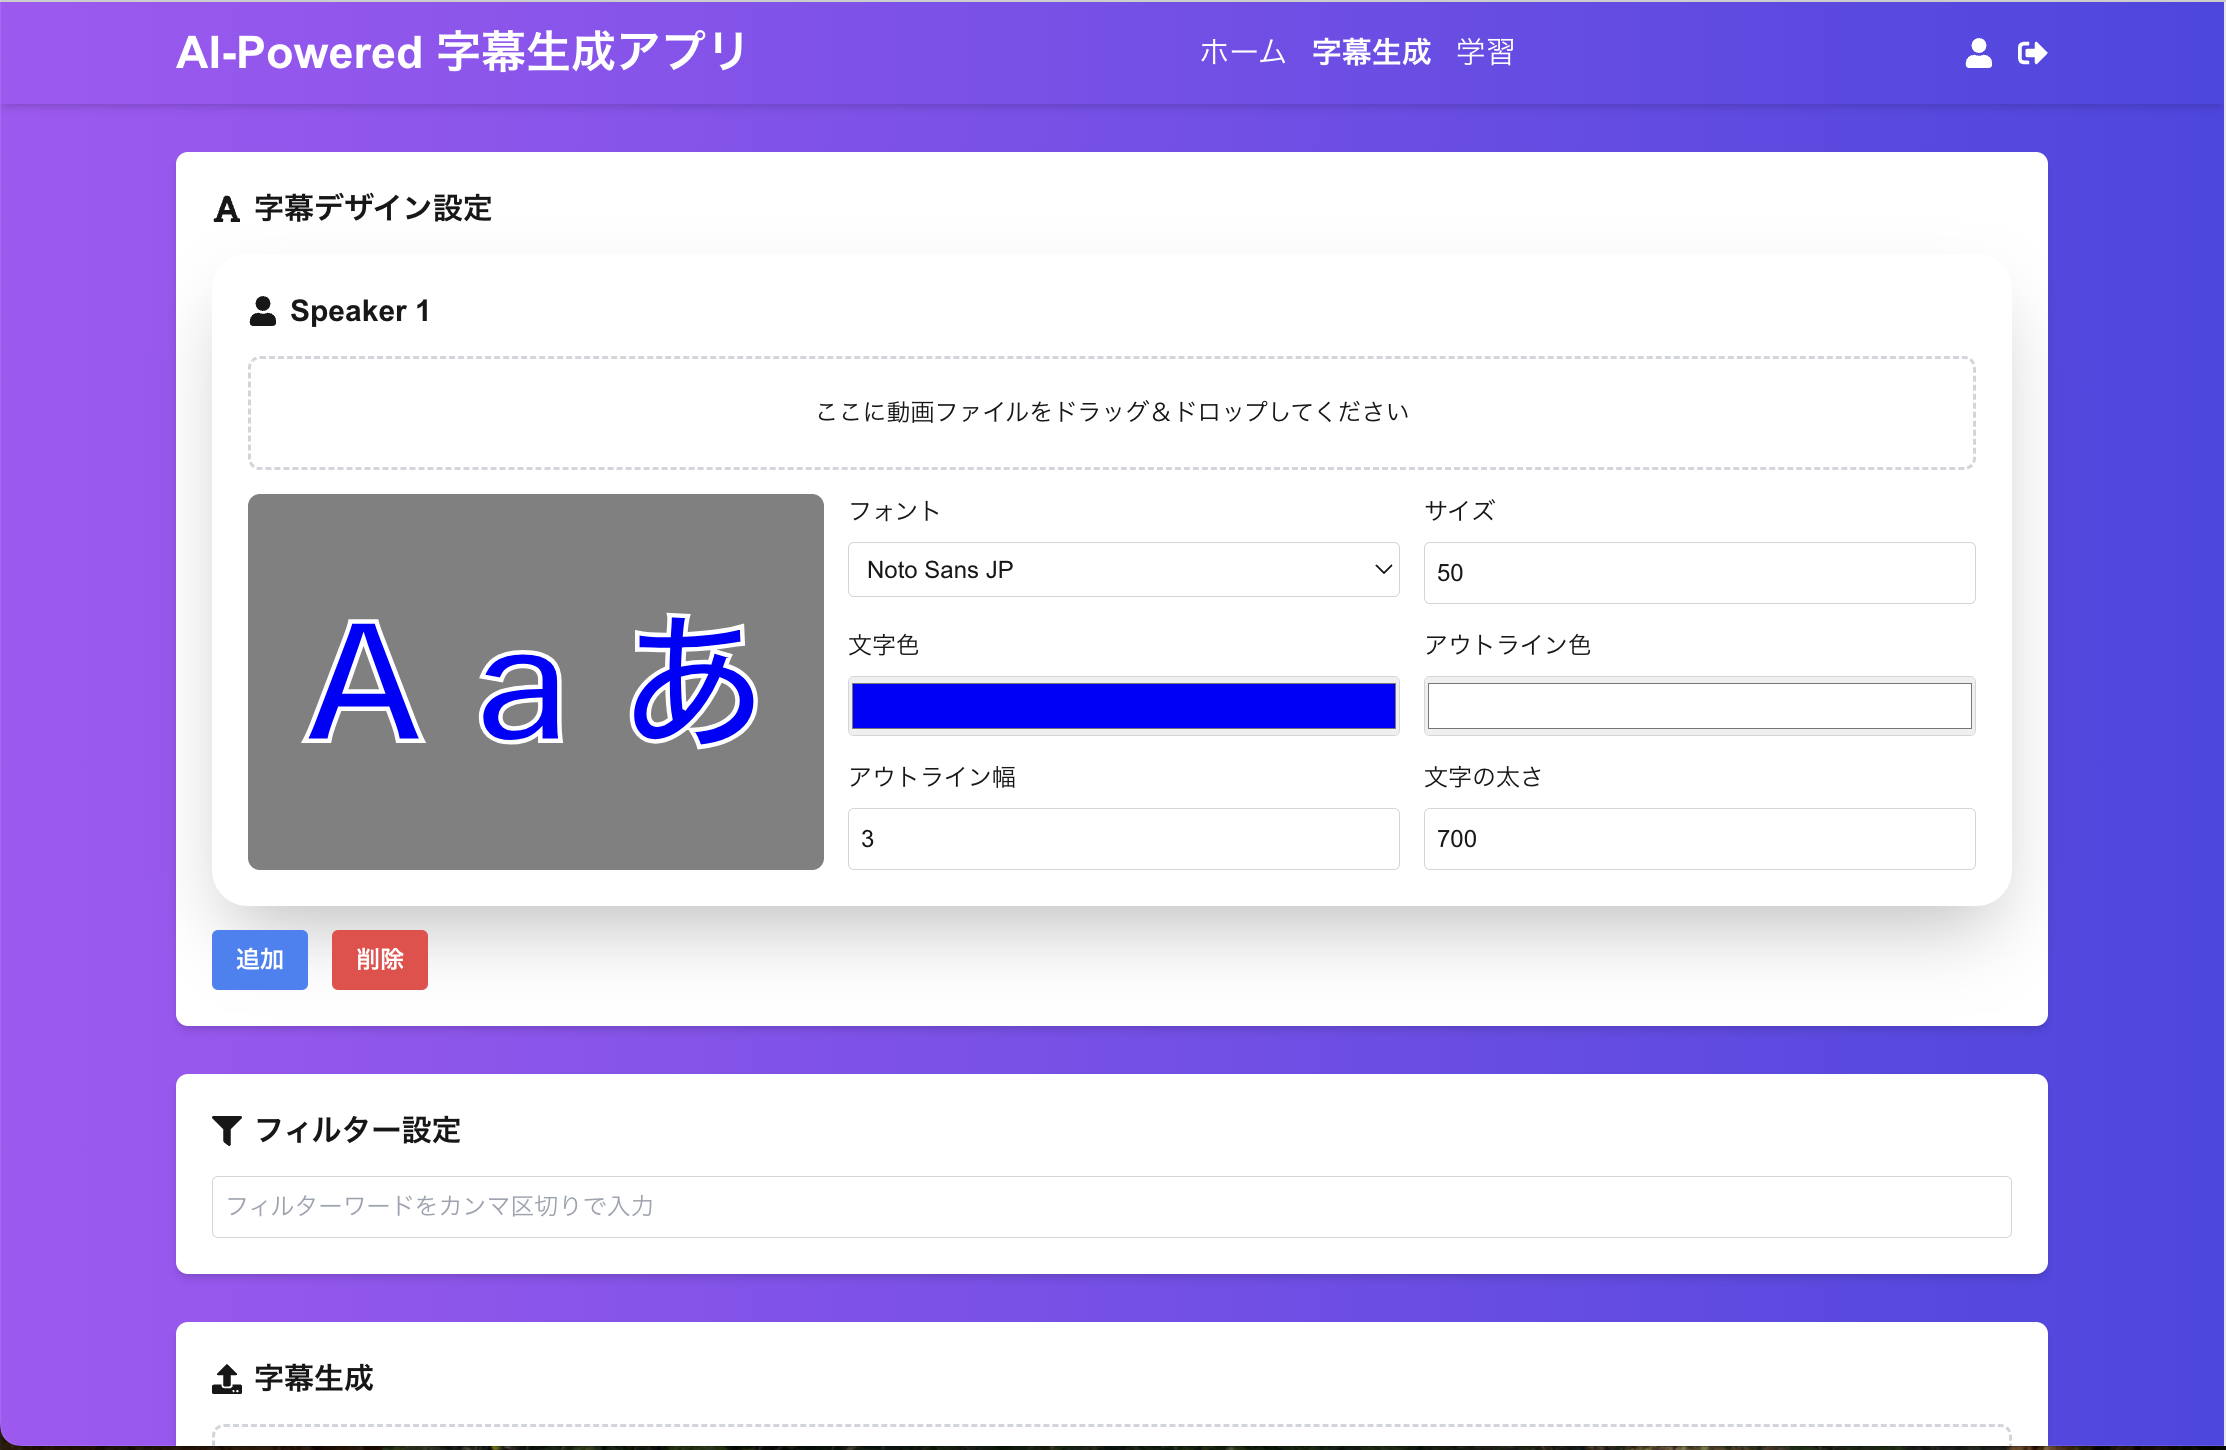 AI-Powered 字幕生成アプリ
ホーム 字幕生成 学習
字幕デザイン設定
Speaker 1
ここに動画ファイルをドラッグ＆ドロップしてください
A a あ
フォント
Noto Sans JP
サイズ
50
文字色
アウトライン色
アウトライン幅
3
文字の太さ
700
追加
削除
フィルター設定
フィルターワードをカンマ区切りで入力
字幕生成